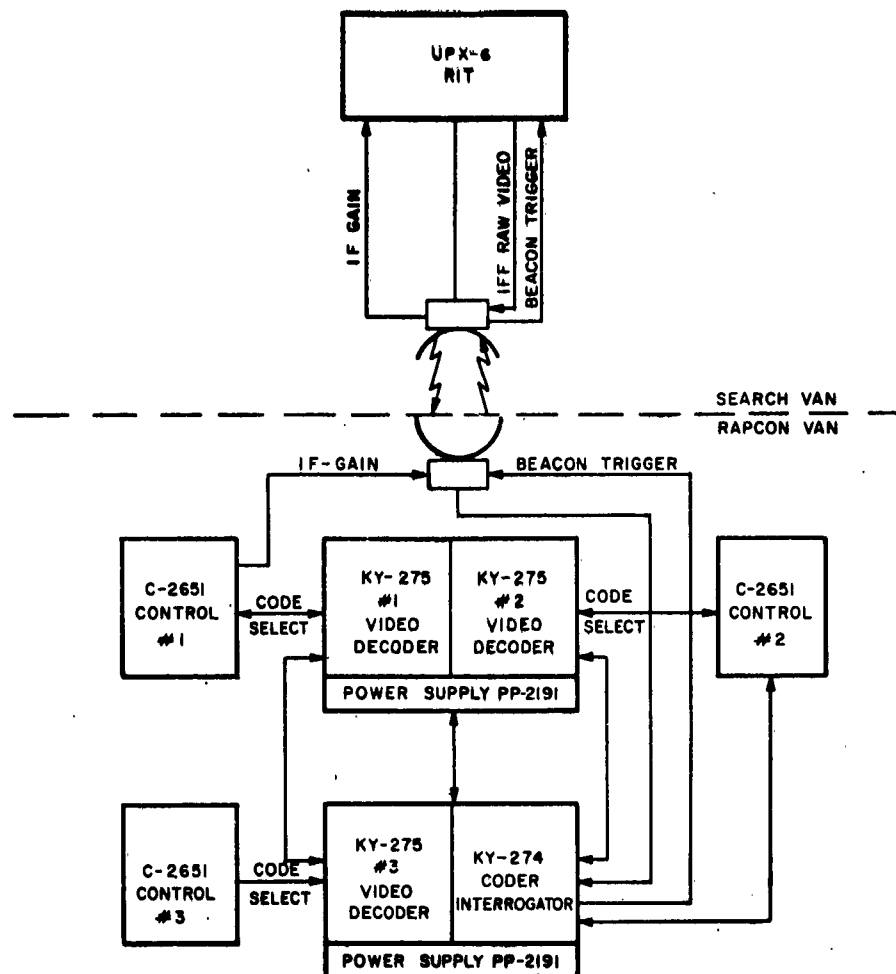 UPX-6
RIT
IF GAIN
IFF RAW VIDEO
BEACON TRIGGER
SEARCH VAN
RAPCON VAN
IF-GAIN
BEACON TRIGGER
C-2651
CONTROL
#1
CODE
SELECT
KY-275
#1
VIDEO
DECODER
KY-275
#2
VIDEO
DECODER
CODE
SELECT
C-2651
CONTROL
#2
POWER SUPPLY PP-2191
C-2651
CONTROL
#3
CODE
SELECT
KY-275
#3
VIDEO
DECODER
KY-274
CODER
INTERROGATOR
POWER SUPPLY PP-2191